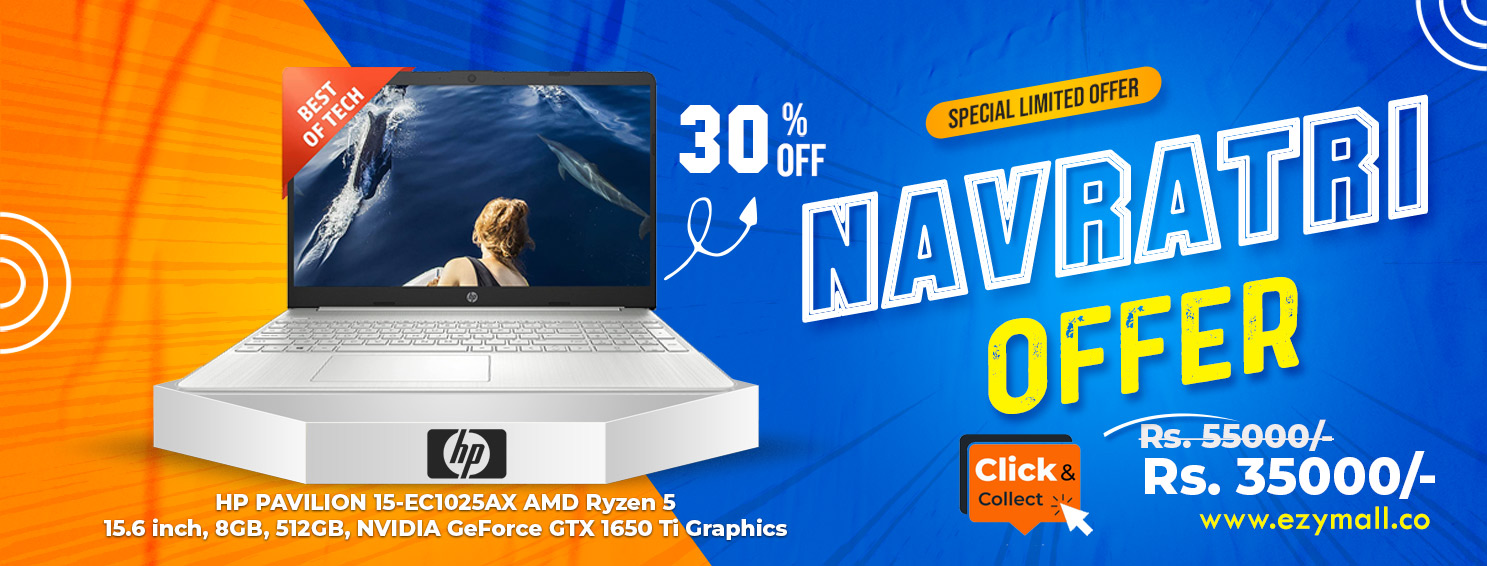 BEST
OF TECH
30 %
OFF
SPECIAL LIMITED OFFER
NAVRATRI
OFFER
hp
hp
HP PAVILION 15-EC1025AX AMD Ryzen 5
15.6 inch, 8GB, 512GB, NVIDIA GeForce GTX 1650 Ti Graphics
Click &
Collect
Rs. 55000/-
Rs. 35000/-
www.ezymall.co